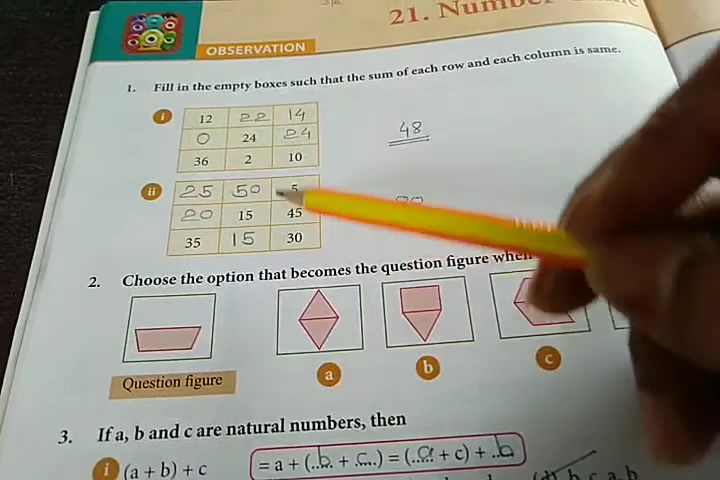 21. Number
OBSERVATION
1. Fill in the empty boxes such that the sum of each row and each column is same.
i
12 22 14
0 24 24
36 2 10
48
ii
25 50 5
20 15 45
35 15 30
2. Choose the option that becomes the question figure when
Question figure
a
b
c
3. If a, b and c are natural numbers, then
i (a + b) + c = a + (..b.. + ..c...) = (...a.. + c) + ..b